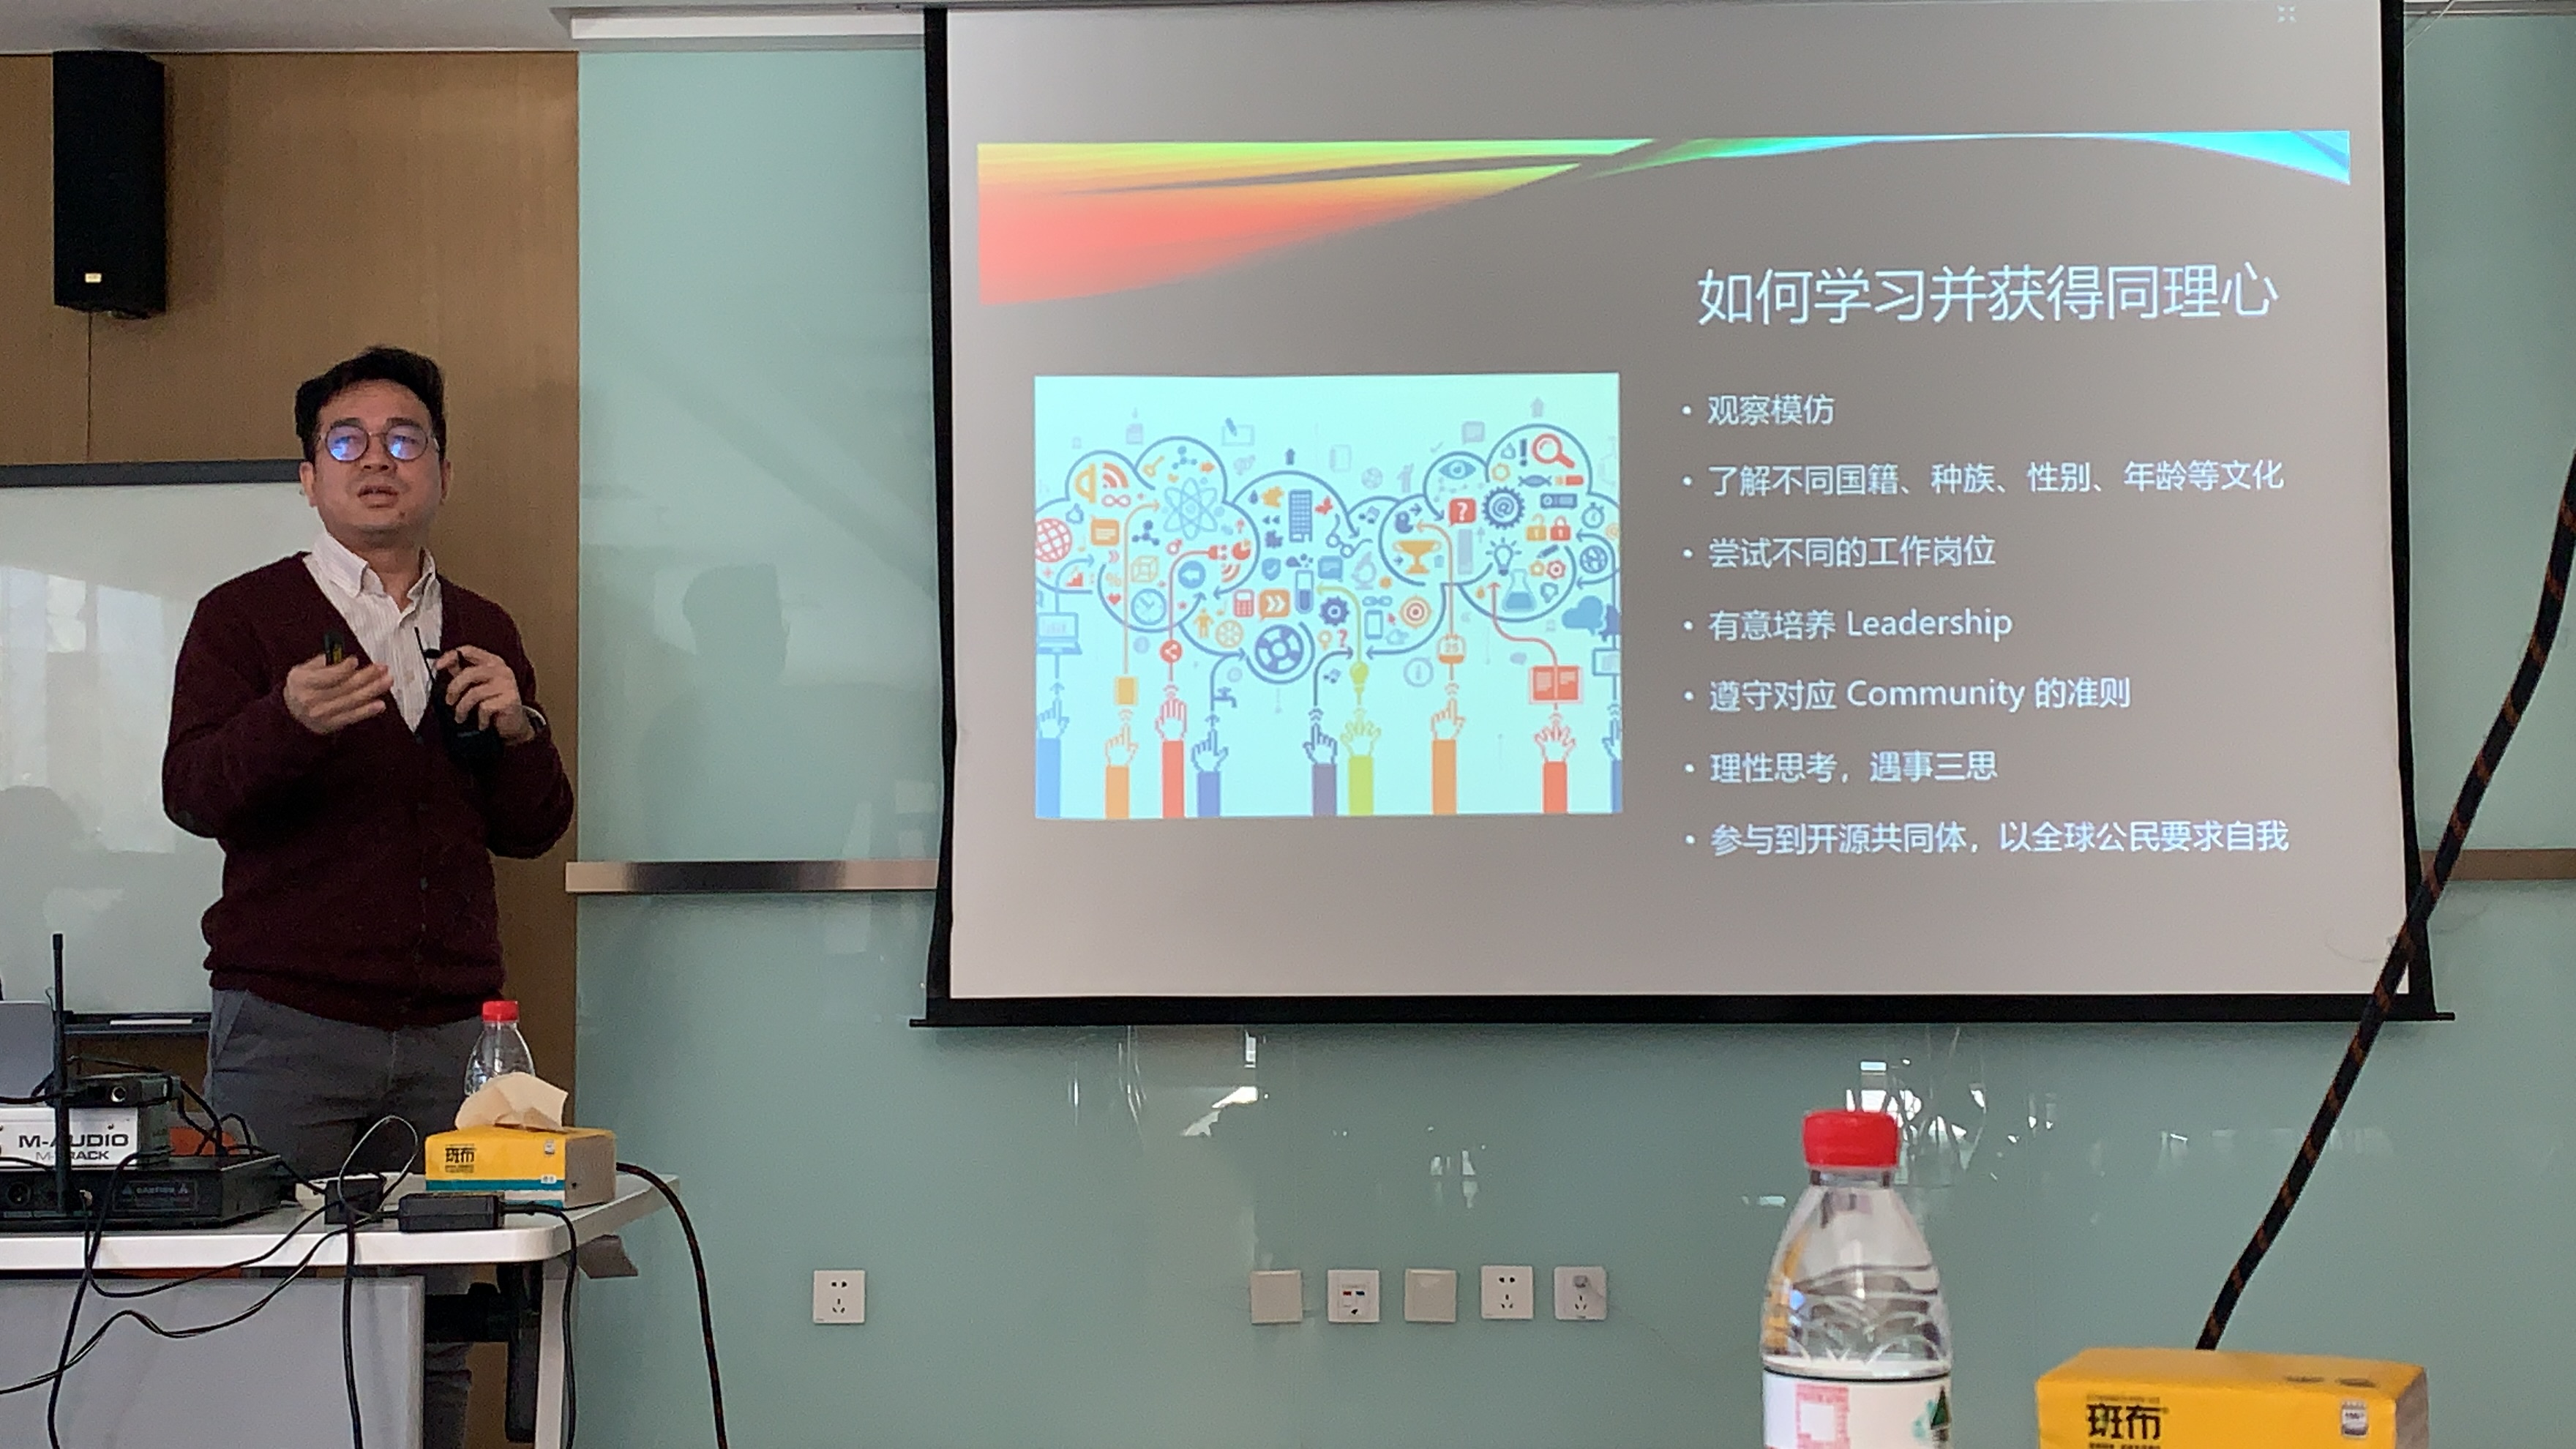 如何学习并获得同理心
• 观察模仿
• 了解不同国籍、种族、性别、年龄等文化
• 尝试不同的工作岗位
• 有意培养 Leadership
• 遵守对应 Community 的准则
• 理性思考，遇事三思
• 参与到开源共同体，以全球公民要求自我
25
M-AUDIO
CAUTION
斑布
斑布